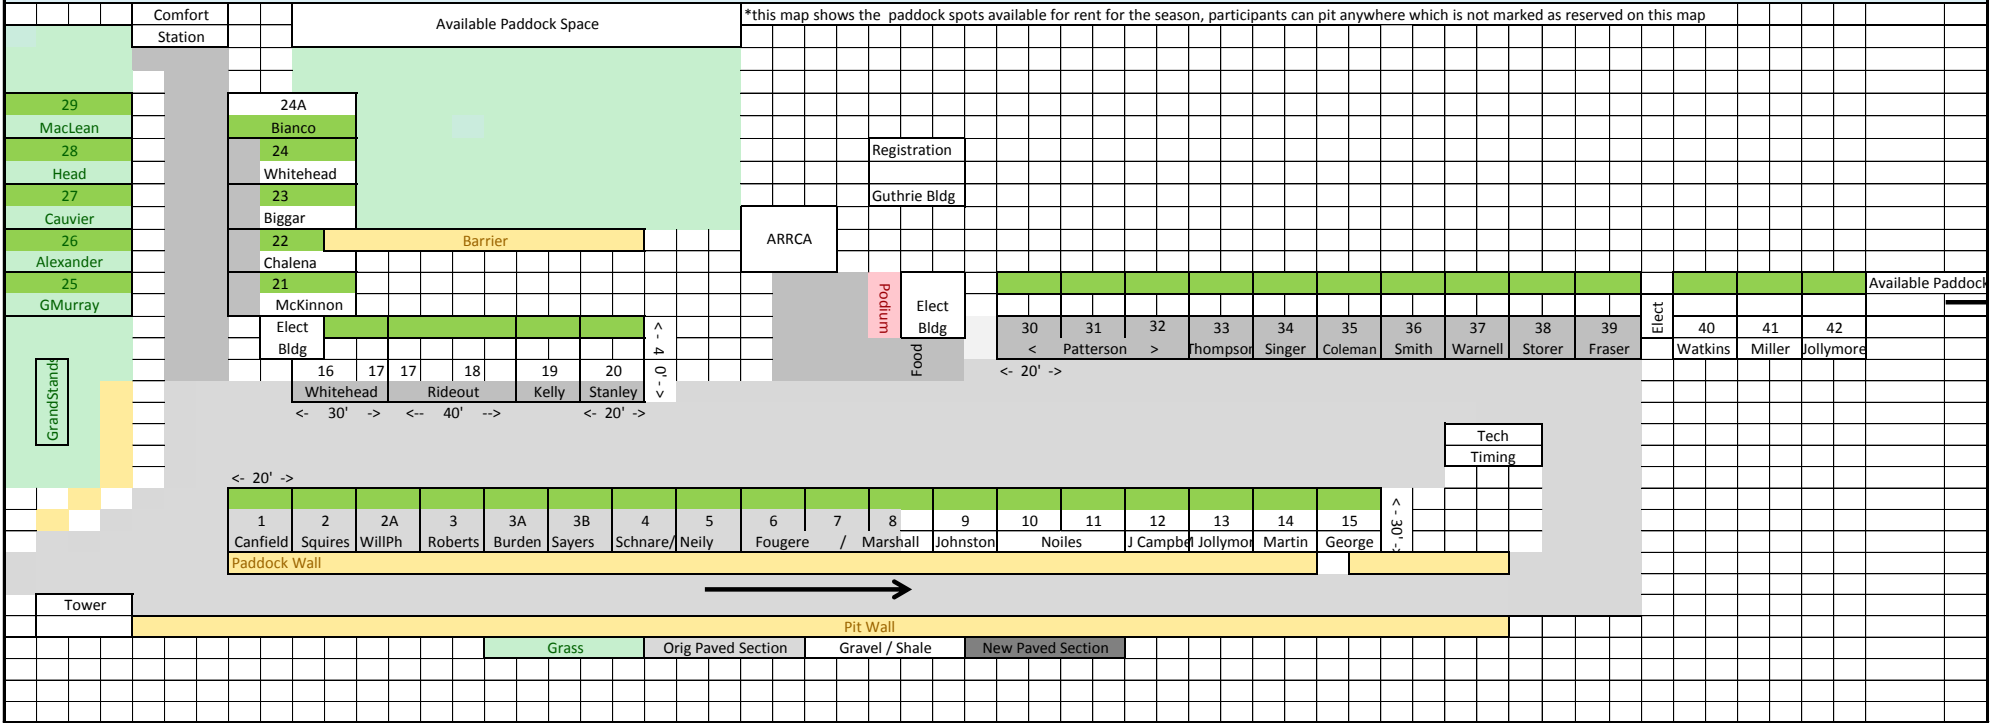 Comfort
Station
Available Paddock Space
*this map shows the paddock spots available for rent for the season, participants can pit anywhere which is not marked as reserved on this map
29
MacLean
28
Head
27
Cauvier
26
Alexander
25
GMurray
GrandStands
24A
Bianco
24
Whitehead
23
Biggar
22
Chalena
21
McKinnon
Barrier
Registration
Guthrie Bldg
ARRCA
Podium
Elect
Bldg
Food
Elect
Bldg
16 17 17 18 19 20
Whitehead Rideout Kelly Stanley
<- 30' -> <-- 40' --> <- 20' ->
<- 4 0' ->
30 31 32 33 34 35 36 37 38 39
< Patterson > Thompson Singer Coleman Smith Warnell Storer Fraser
<- 20' ->
Elect
40 41 42
Watkins Miller Jollymore
Available Paddock
Tech
Timing
<- 20' ->
1 2 2A 3 3A 3B 4 5 6 7 8 9 10 11 12 13 14 15
Canfield Squires WillPh Roberts Burden Sayers Schnare/ Neily Fougere / Marshall Johnston Noiles J Campbe Jollymor Martin George
<- 30' ->
Paddock Wall
Tower
Pit Wall
Grass Orig Paved Section Gravel / Shale New Paved Section